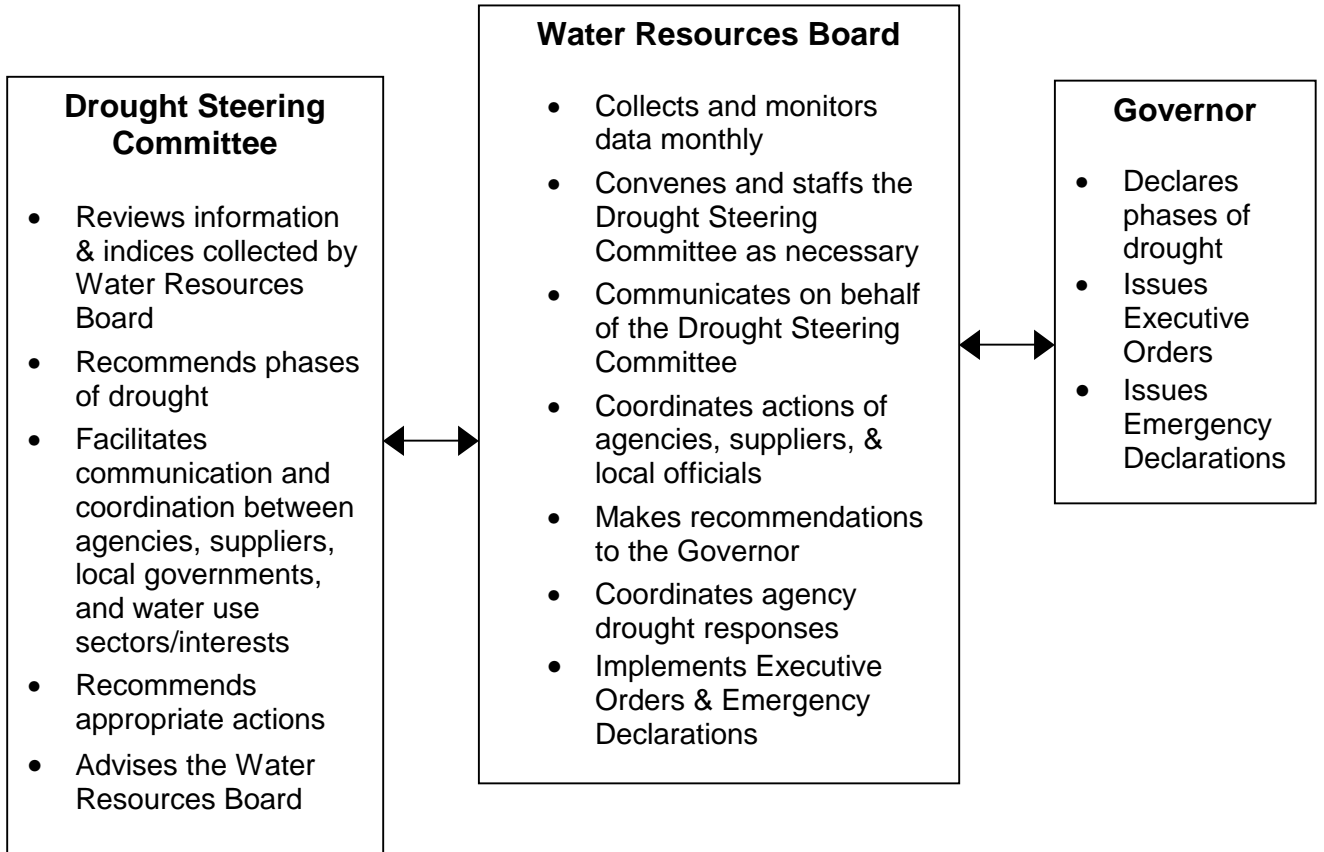 Drought Steering
Committee
• Reviews information
& indices collected by
Water Resources
Board
• Recommends phases
of drought
• Facilitates
communication and
coordination between
agencies, suppliers,
local governments,
and water use
sectors/interests
• Recommends
appropriate actions
• Advises the Water
Resources Board
Water Resources Board
• Collects and monitors
data monthly
• Convenes and staffs the
Drought Steering
Committee as necessary
• Communicates on behalf
of the Drought Steering
Committee
• Coordinates actions of
agencies, suppliers, &
local officials
• Makes recommendations
to the Governor
• Coordinates agency
drought responses
• Implements Executive
Orders & Emergency
Declarations
Governor
• Declares
phases of
drought
• Issues
Executive
Orders
• Issues
Emergency
Declarations